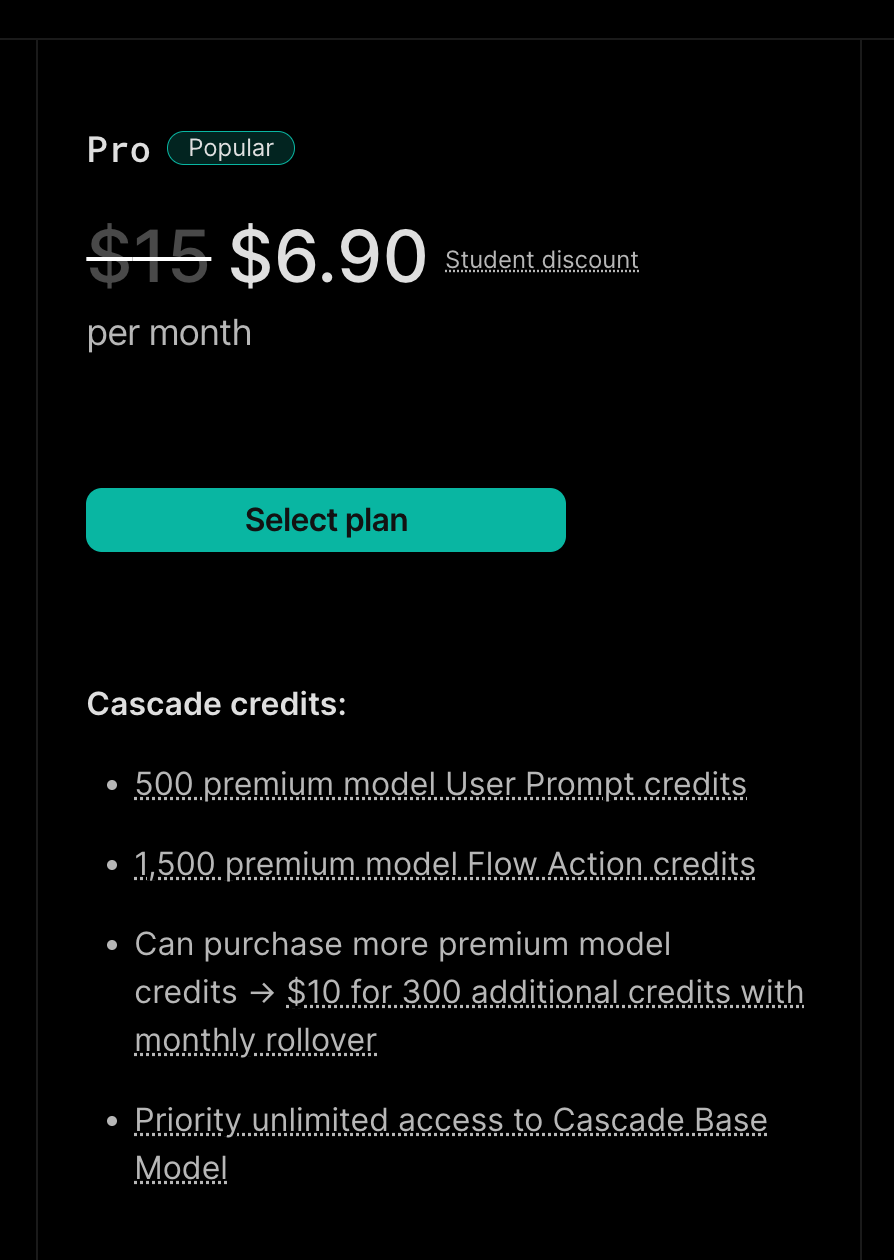 Pro Popular
$15 $6.90 Student discount
per month
Select plan
Cascade credits:
• 500 premium model User Prompt credits
• 1,500 premium model Flow Action credits
• Can purchase more premium model
credits → $10 for 300 additional credits with
monthly rollover
• Priority unlimited access to Cascade Base
Model